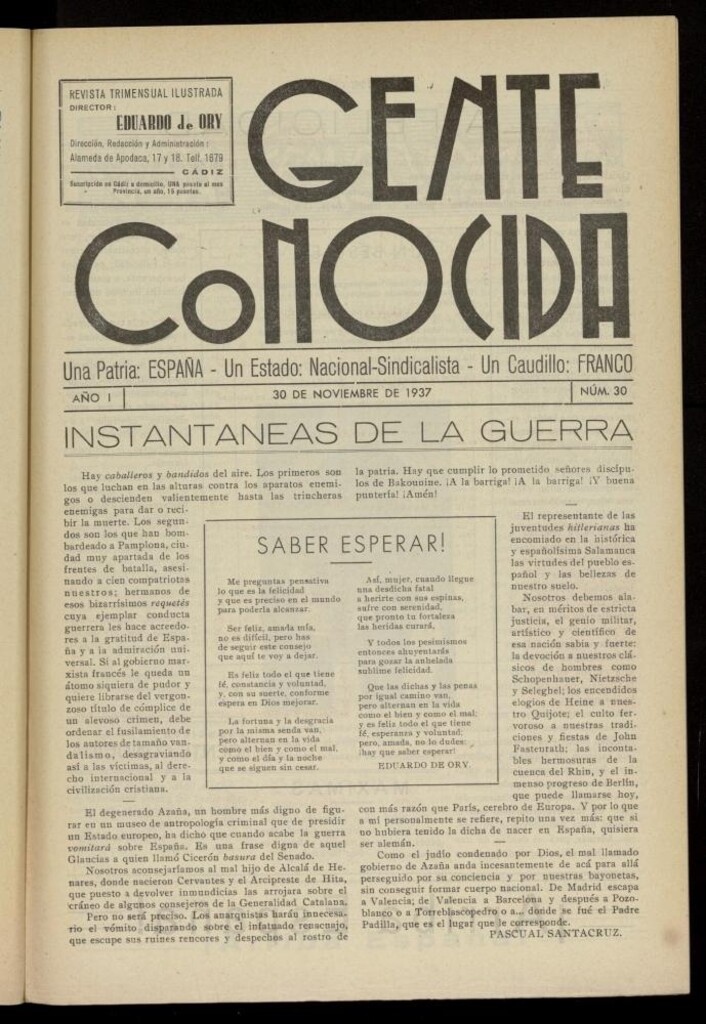 REVISTA TRIMENSUAL ILUSTRADA
DIRECTOR:
EDUARDO de ORY
Dirección, Redacción y Administración:
Alameda de Apodaca, 17 y 18. Telf. 1879
CÁDIZ
Suscripción en Cádiz a domicilio, UNA peseta al mes
Provincia, un año, 15 pesetas.
GENTE
CONOCIDA
Una Patria: ESPAÑA - Un Estado: Nacional-Sindicalista - Un Caudillo: FRANCO
AÑO I
30 DE NOVIEMBRE DE 1937
NÚM. 30
INSTANTANEAS DE LA GUERRA
Hay caballeros y bandidos del aire. Los primeros son
los que luchan en las alturas contra los aparatos enemi-
gos o descienden valientemente hasta las trincheras
enemigas para dar o reci-
bir la muerte. Los segun-
dos son los que han bom-
bardeado a Pamplona, ciu-
dad muy apartada de los
frentes de batalla, asesi-
nando a cien compatriotas
nuestros; hermanos de
esos bizarrísimos requetés
cuya ejemplar conducta
guerrera les hace acreedo-
res a la gratitud de Espa-
ña y a la admiración uni-
versal. Si al gobierno mar-
xista francés le queda un
átomo siquiera de pudor y
quiere librarse del vergon-
zoso título de cómplice de
un alevoso crimen, debe
ordenar el fusilamiento de
los autores de tamaño van-
dalismo, desagraviando
así a las víctimas, al dere-
cho internacional y a la
civilización cristiana.
El degenerado Azaña, un hombre más digno de figu-
rar en un museo de antropología criminal que de presidir
un Estado europeo, ha dicho que cuando acabe la guerra
vomitará sobre España. Es una frase digna de aquel
Glaucias a quien llamó Cicerón basura del Senado.
Nosotros aconsejaríamos al mal hijo de Alcalá de He-
nares, donde nacieron Cervantes y el Arcipreste de Hita,
que puesto a devolver inmundicias las arrojara sobre el
cráneo de algunos consejeros de la Generalidad Catalana.
Pero no será preciso. Los anarquistas harán innecesa-
rio el vómito disparando sobre el infatuado renacuajo,
que escupe sus ruines rencores y despechos al rostro de
la patria. Hay que cumplir lo prometido señores discípu-
los de Bakounine. ¡A la barriga! ¡A la barriga! ¡Y buena
puntería! ¡Amén!
El representante de las
juventudes hitlerianas ha
encomiado en la histórica
y españolísima Salamanca
las virtudes del pueblo es-
pañol y las bellezas de
nuestro suelo.
Nosotros debemos ala-
bar, en méritos de estricta
justicia, el genio militar,
artístico y científico de
esa nación sabia y fuerte:
la devoción a nuestros clá-
sicos de hombres como
Schopenhauer, Nietzsche
y Seleghel; los encendidos
elogios de Heine a nues-
tro Quijote; el culto fer-
voroso a nuestras tradi-
ciones y fiestas de John
Fastenrath; las incontá-
bles hermosuras de la
cuenca del Rhin, y el in-
menso progreso de Berlín,
que puede llamarse hoy,
con más razón que París, cerebro de Europa. Y por lo que
a mí personalmente se refiere, repito una vez más: que si
no hubiera tenido la dicha de nacer en España, quisiera
ser alemán.
Como el judío condenado por Dios, el mal llamado
gobierno de Azaña anda incesantemente de acá para allá
perseguido por su conciencia y por nuestras bayonetas,
sin conseguir formar cuerpo nacional. De Madrid escapa
a Valencia; de Valencia a Barcelona y después a Pozo-
blanco o a Torreblascopedro o a... donde se fué el Padre
Padilla, que es el lugar que le corresponde.
PASCUAL SANTACRUZ.
SABER ESPERAR!
Me preguntas pensativa
lo que es la felicidad
y que es preciso en el mundo
para poderla alcanzar.
Ser feliz, amada mía,
no es difícil, pero has
de seguir este consejo
que aquí te voy a dejar.
Es feliz todo el que tiene
fé, constancia y voluntad,
y, con su suerte, conforme
espera en Dios mejorar.
La fortuna y la desgracia
por la misma senda van,
pero alternan en la vida
como el bien y como el mal,
y como el día y la noche
que se siguen sin cesar.
Así, mujer, cuando llegue
una desdicha fatal
a herirte con sus espinas,
sufre con serenidad,
que pronto tu fortaleza
las heridas curará.
Y todos los pesimismos
entonces ahuyentarás
para gozar la anhelada
sublime felicidad.
Que las dichas y las penas
por igual camino van,
pero alternan en la vida
como el bien y como el mal;
y es feliz todo el que tiene
fé, esperanza y voluntad;
pero, amada, no lo dudes:
¡hay que saber esperar!
EDUARDO DE ORY.